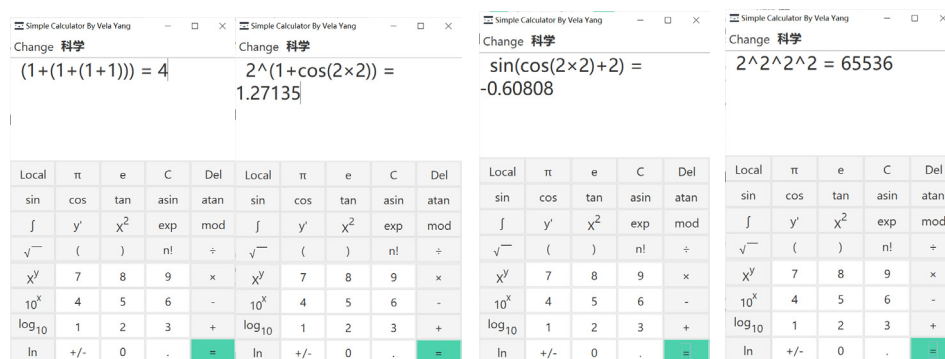 Simple Calculator By Vela Yang
Change 科学
(1+(1+(1+1))) = 4
Local π e C Del
sin cos tan asin atan
∫ y' X² exp mod
√‾ ( ) n! ÷
Xʸ 7 8 9 ×
10ˣ 4 5 6 -
log₁₀ 1 2 3 +
ln +/- 0 . =
Simple Calculator By Vela Yang
Change 科学
2^(1+cos(2×2)) =
1.27135
Local π e C Del
sin cos tan asin atan
∫ y' X² exp mod
√‾ ( ) n! ÷
Xʸ 7 8 9 ×
10ˣ 4 5 6 -
log₁₀ 1 2 3 +
ln +/- 0 . =
Simple Calculator By Vela Yang
Change 科学
sin(cos(2×2)+2) =
-0.60808
Local π e C Del
sin cos tan asin atan
∫ y' X² exp mod
√‾ ( ) n! ÷
Xʸ 7 8 9 ×
10ˣ 4 5 6 -
log₁₀ 1 2 3 +
ln +/- 0 . =
Simple Calculator By Vela Yang
Change 科学
2^2^2^2 = 65536
Local π e C Del
sin cos tan asin atan
∫ y' X² exp mod
√‾ ( ) n! ÷
Xʸ 7 8 9 ×
10ˣ 4 5 6 -
log₁₀ 1 2 3 +
ln +/- 0 . =